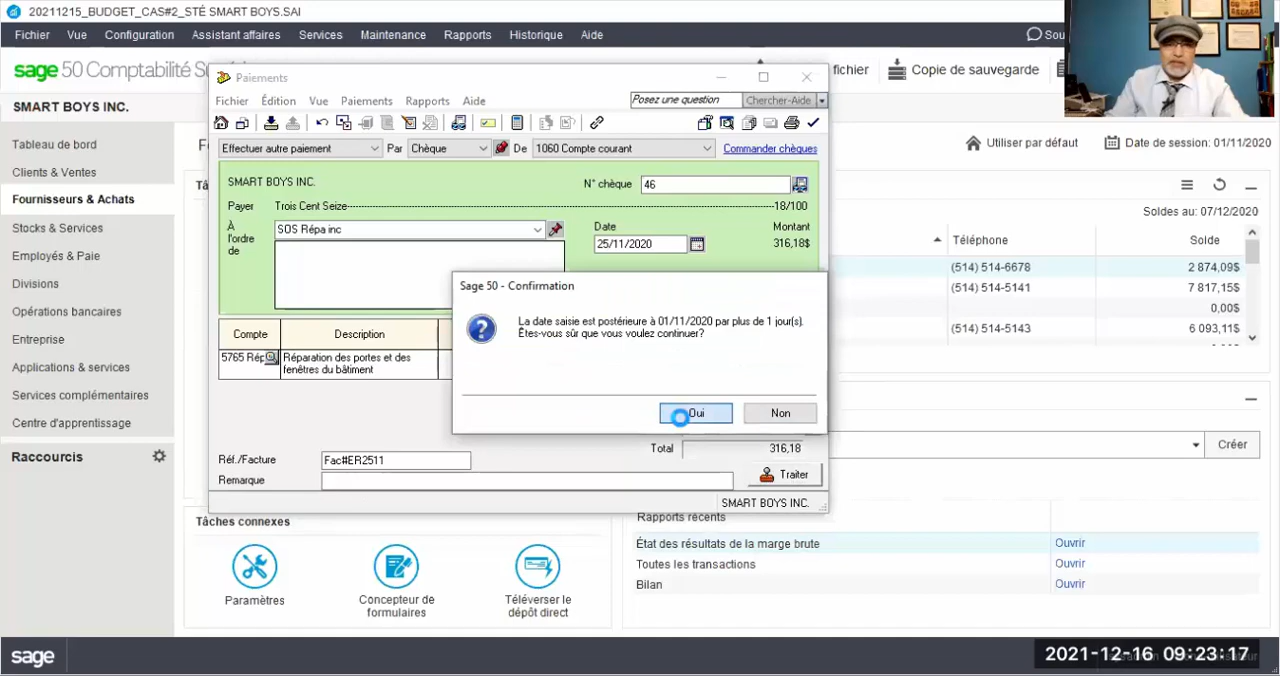 20211215_BUDGET_CAS#2_STÉ SMART BOYS.SAI
Fichier Vue Configuration Assistant affaires Services Maintenance Rapports Historique Aide Sou
sage 50 Comptabilité
fichier Copie de sauvegarde
SMART BOYS INC.
Utiliser par défaut Date de session: 01/11/2020
Tableau de bord
Clients & Ventes
Fournisseurs & Achats
Stocks & Services
Employés & Paie
Divisions
Opérations bancaires
Entreprise
Applications & services
Services complémentaires
Centre d'apprentissage
Raccourcis
Paiements
Fichier Édition Vue Paiements Rapports Aide
Posez une question Chercher-Aide
Effectuer autre paiement Par Chèque De 1060 Compte courant Commander chèques
SMART BOYS INC. N° chèque 46
Payer Trois Cent Seize 18/100
À l'ordre de SOS Répa inc
Date Montant
25/11/2020 316,18$
Compte Description
5765 Rép Réparation des portes et des
fenêtres du bâtiment
Total 316,18
Réf./Facture Fac#ER2511
Remarque
Traiter
SMART BOYS INC.
Sage 50 - Confirmation
La date saisie est postérieure à 01/11/2020 par plus de 1 jour(s).
Êtes-vous sûr que vous voulez continuer?
Oui Non
Soldes au: 07/12/2020
Téléphone Solde
(514) 514-6678 2 874,09$
(514) 514-5141 7 817,15$
0,00$
(514) 514-5143 6 093,11$
Créer
Tâches connexes
Paramètres
Concepteur de
formulaires
Téléverser le
dépôt direct
Rapports récents
État des résultats de la marge brute Ouvrir
Toutes les transactions Ouvrir
Bilan Ouvrir
sage
2021-12-16 09:23:17